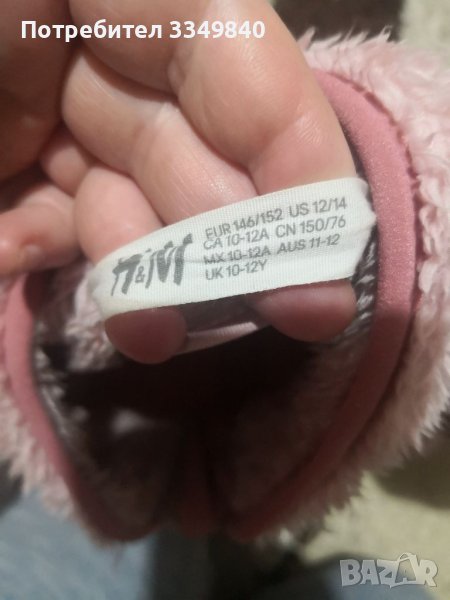 Потребител 3349840
H&M
EUR 146/152 US 12/14
CA 10-12A CN 150/76
MX 10-12A AUS 11-12
UK 10-12Y
BAZAR